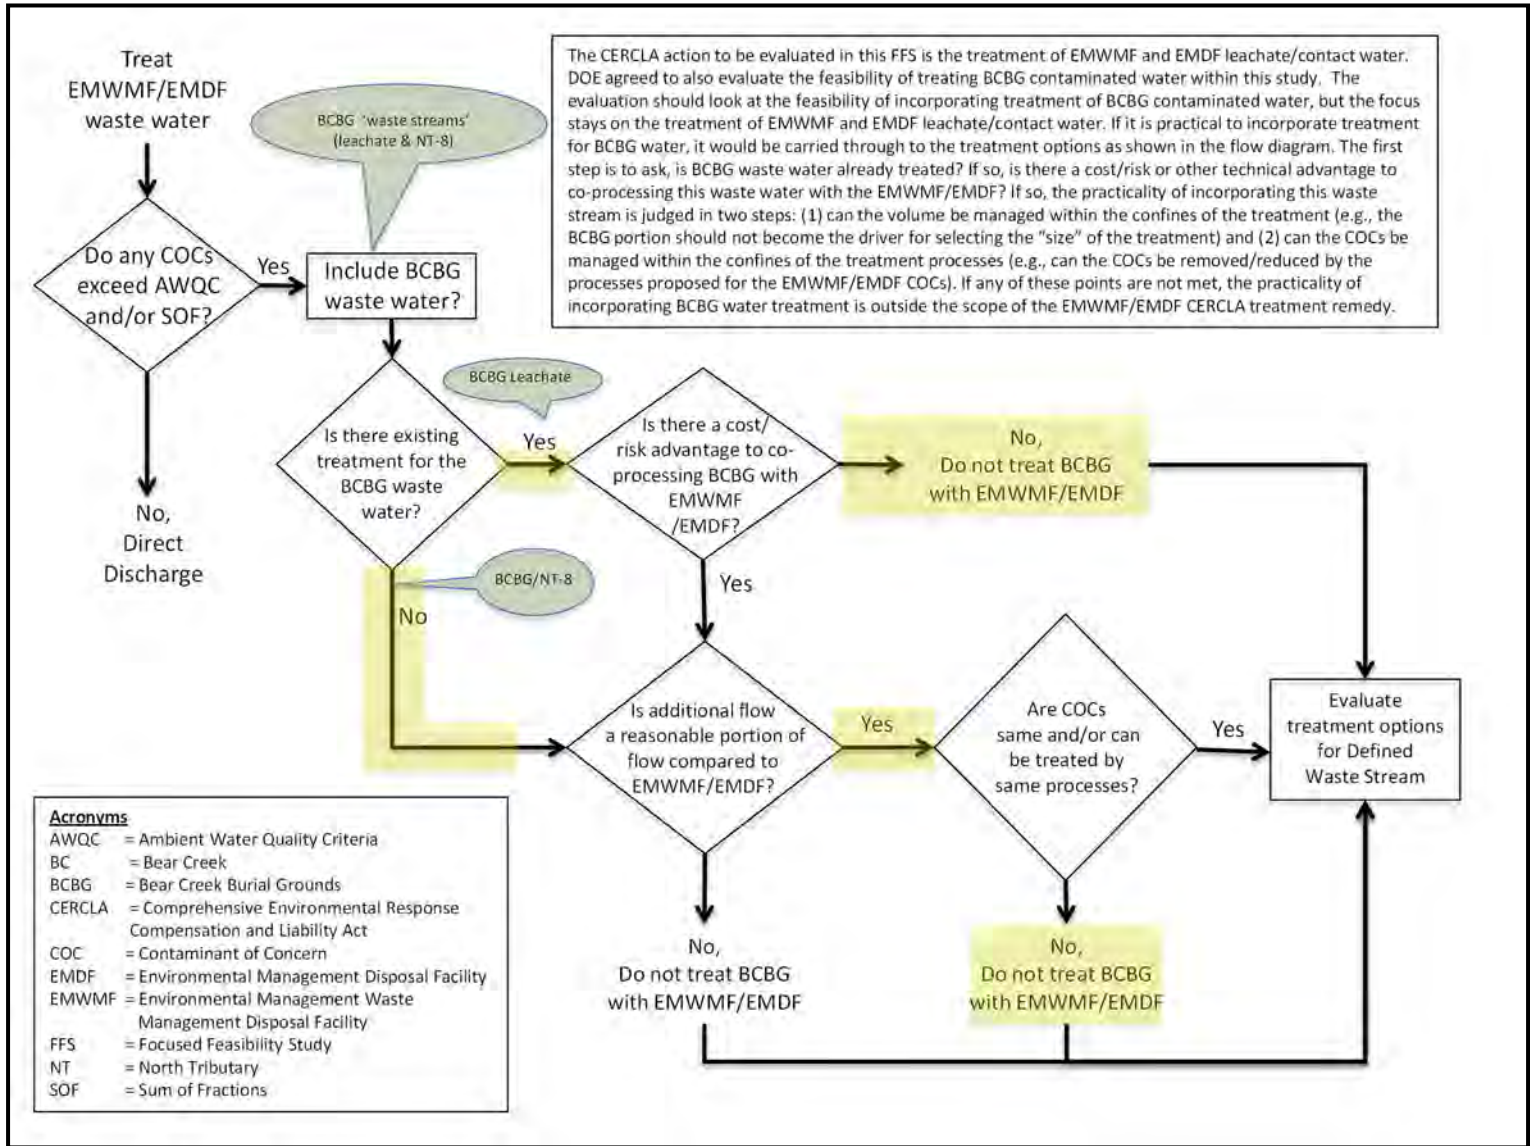 Treat
EMWMF/EMDF
waste water
BCBG 'waste streams'
(leachate & NT-8)
The CERCLA action to be evaluated in this FFS is the treatment of EMWMF and EMDF leachate/contact water.
DOE agreed to also evaluate the feasibility of treating BCBG contaminated water within this study. The
evaluation should look at the feasibility of incorporating treatment of BCBG contaminated water, but the focus
stays on the treatment of EMWMF and EMDF leachate/contact water. If it is practical to incorporate treatment
for BCBG water, it would be carried through to the treatment options as shown in the flow diagram. The first
step is to ask, is BCBG waste water already treated? If so, is there a cost/risk or other technical advantage to
co-processing this waste water with the EMWMF/EMDF? If so, the practicality of incorporating this waste
stream is judged in two steps: (1) can the volume be managed within the confines of the treatment (e.g., the
BCBG portion should not become the driver for selecting the "size" of the treatment) and (2) can the COCs be
managed within the confines of the treatment processes (e.g., can the COCs be removed/reduced by the
processes proposed for the EMWMF/EMDF COCs). If any of these points are not met, the practicality of
incorporating BCBG water treatment is outside the scope of the EMWMF/EMDF CERCLA treatment remedy.
Do any COCs
exceed AWQC
and/or SOF?
Yes
Include BCBG
waste water?
No,
Direct
Discharge
Is there existing
treatment for the
BCBG waste
water?
BCBG Leachate
Yes
Is there a cost/
risk advantage to co-
processing BCBG with
EMWMF
/EMDF?
No,
Do not treat BCBG
with EMWMF/EMDF
BCBG/NT-8
No
Yes
Is additional flow
a reasonable portion of
flow compared to
EMWMF/EMDF?
Yes
Are COCs
same and/or can
be treated by
same processes?
Yes
Evaluate
treatment options
for Defined
Waste Stream
No,
Do not treat BCBG
with EMWMF/EMDF
No,
Do not treat BCBG
with EMWMF/EMDF
Acronyms
AWQC = Ambient Water Quality Criteria
BC = Bear Creek
BCBG = Bear Creek Burial Grounds
CERCLA = Comprehensive Environmental Response
Compensation and Liability Act
COC = Contaminant of Concern
EMDF = Environmental Management Disposal Facility
EMWMF = Environmental Management Waste
Management Disposal Facility
FFS = Focused Feasibility Study
NT = North Tributary
SOF = Sum of Fractions